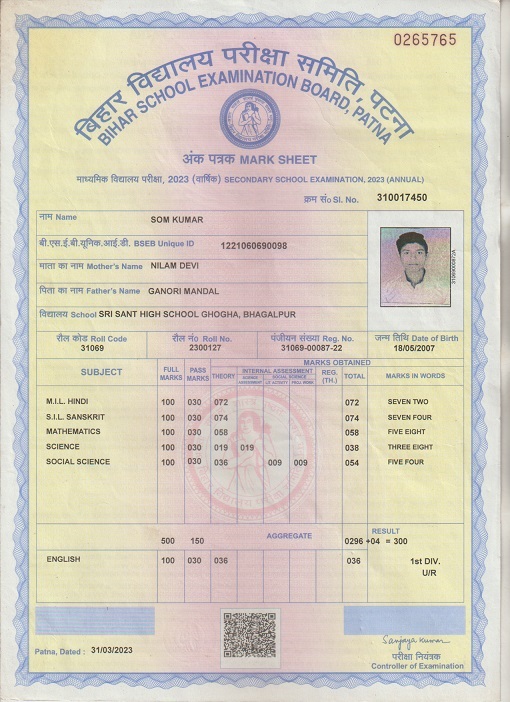 0265765
बिहार विद्यालय परीक्षा समिति, पटना
BIHAR SCHOOL EXAMINATION BOARD, PATNA
अंक पत्रक MARK SHEET
माध्यमिक विद्यालय परीक्षा, 2023 (वार्षिक) SECONDARY SCHOOL EXAMINATION, 2023 (ANNUAL)
क्रम सं० Sl. No. 310017450
नाम Name SOM KUMAR
बी.एस.ई.बी.यूनिक.आई.डी. BSEB Unique ID 1221060690098
माता का नाम Mother's Name NILAM DEVI
पिता का नाम Father's Name GANORI MANDAL
विद्यालय School SRI SANT HIGH SCHOOL GHOGHA, BHAGALPUR
रौल कोड Roll Code रौल नं० Roll No. पंजीयन संख्या Reg. No. जन्म तिथि Date of Birth
31069 2300127 31069-00087-22 18/05/2007
MARKS OBTAINED
SUBJECT FULL MARKS PASS MARKS THEORY INTERNAL ASSESSMENT REG. (TH.) TOTAL MARKS IN WORDS
M.I.L. HINDI 100 030 072 072 SEVEN TWO
S.I.L. SANSKRIT 100 030 074 074 SEVEN FOUR
MATHEMATICS 100 030 058 058 FIVE EIGHT
SCIENCE 100 030 019 019 038 THREE EIGHT
SOCIAL SCIENCE 100 030 036 009 009 054 FIVE FOUR
AGGREGATE RESULT
500 150 0296 +04 = 300
ENGLISH 100 030 036 036 1st DIV.
U/R
Sanjaya Kumar
Patna, Dated : 31/03/2023
परीक्षा नियंत्रक
Controller of Examination